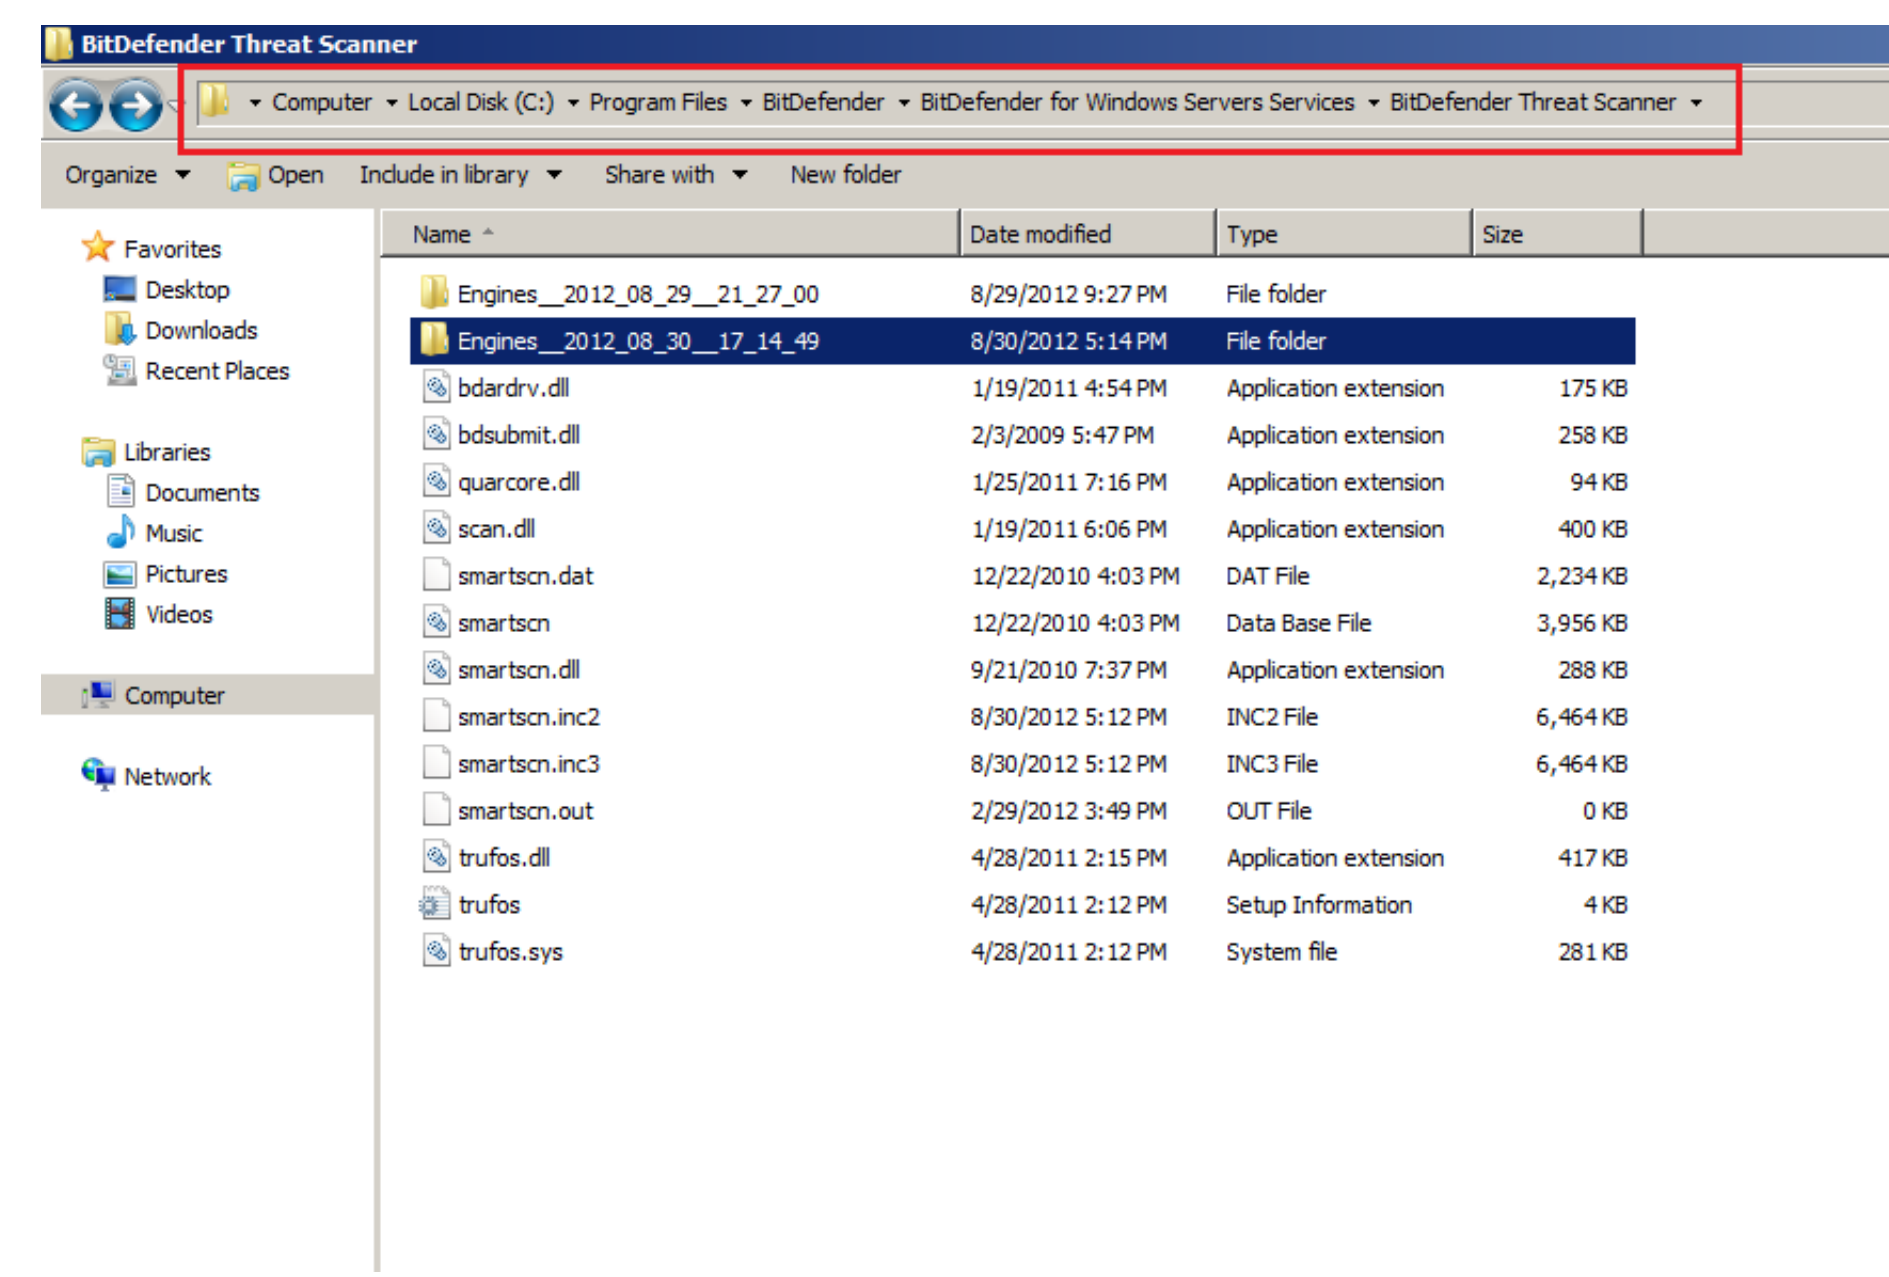 BitDefender Threat Scanner
Computer Local Disk (C:) Program Files BitDefender BitDefender for Windows Servers Services BitDefender Threat Scanner
Organize Open Include in library Share with New folder
Favorites
Desktop
Downloads
Recent Places
Libraries
Documents
Music
Pictures
Videos
Computer
Network
Name Date modified Type Size
Engines__2012_08_29__21_27_00 8/29/2012 9:27 PM File folder
Engines__2012_08_30__17_14_49 8/30/2012 5:14 PM File folder
bdardrv.dll 1/19/2011 4:54 PM Application extension 175 KB
bdsubmit.dll 2/3/2009 5:47 PM Application extension 258 KB
quarcore.dll 1/25/2011 7:16 PM Application extension 94 KB
scan.dll 1/19/2011 6:06 PM Application extension 400 KB
smartscn.dat 12/22/2010 4:03 PM DAT File 2,234 KB
smartscn 12/22/2010 4:03 PM Data Base File 3,956 KB
smartscn.dll 9/21/2010 7:37 PM Application extension 288 KB
smartscn.inc2 8/30/2012 5:12 PM INC2 File 6,464 KB
smartscn.inc3 8/30/2012 5:12 PM INC3 File 6,464 KB
smartscn.out 2/29/2012 3:49 PM OUT File 0 KB
trufos.dll 4/28/2011 2:15 PM Application extension 417 KB
trufos 4/28/2011 2:12 PM Setup Information 4 KB
trufos.sys 4/28/2011 2:12 PM System file 281 KB